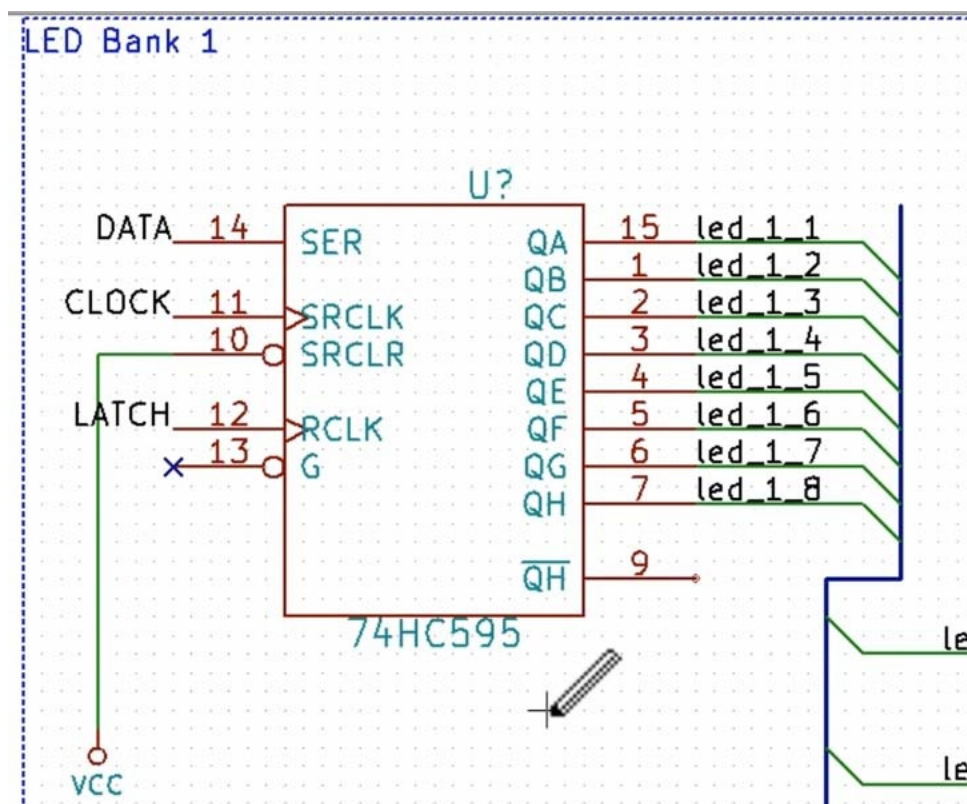 LED Bank 1
U?
DATA 14 SER QA 15 led_1_1
QB 1 led_1_2
CLOCK 11 SRCLK QC 2 led_1_3
10 SRCLR QD 3 led_1_4
QE 4 led_1_5
LATCH 12 RCLK QF 5 led_1_6
13 G QG 6 led_1_7
QH 7 led_1_8
Q̅H̅ 9
74HC595
le
le
VCC